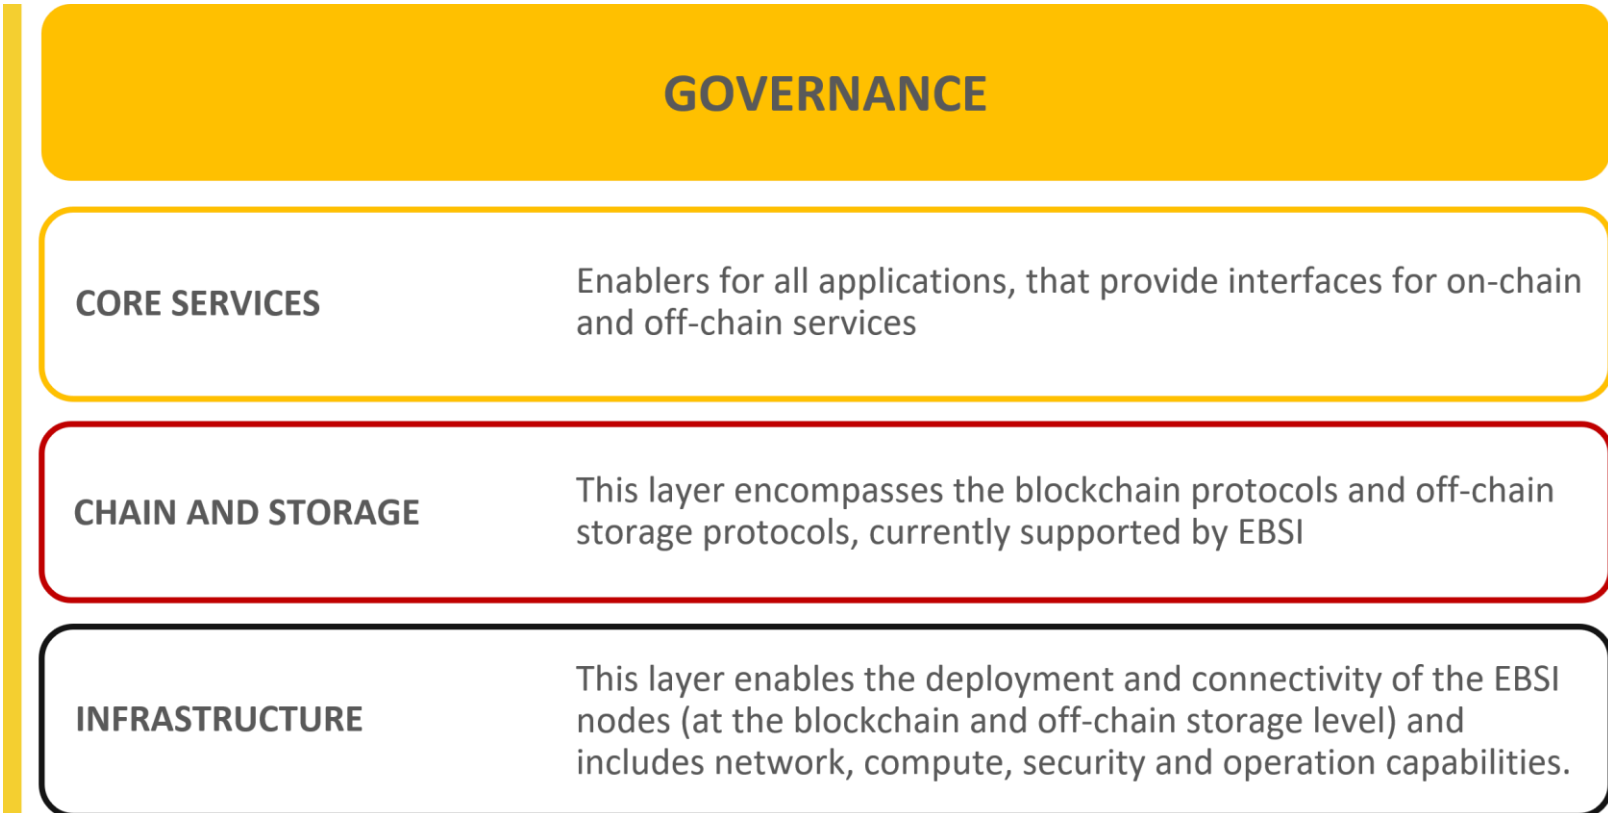 GOVERNANCE
CORE SERVICES
Enablers for all applications, that provide interfaces for on-chain
and off-chain services
CHAIN AND STORAGE
This layer encompasses the blockchain protocols and off-chain
storage protocols, currently supported by EBSI
INFRASTRUCTURE
This layer enables the deployment and connectivity of the EBSI
nodes (at the blockchain and off-chain storage level) and
includes network, compute, security and operation capabilities.